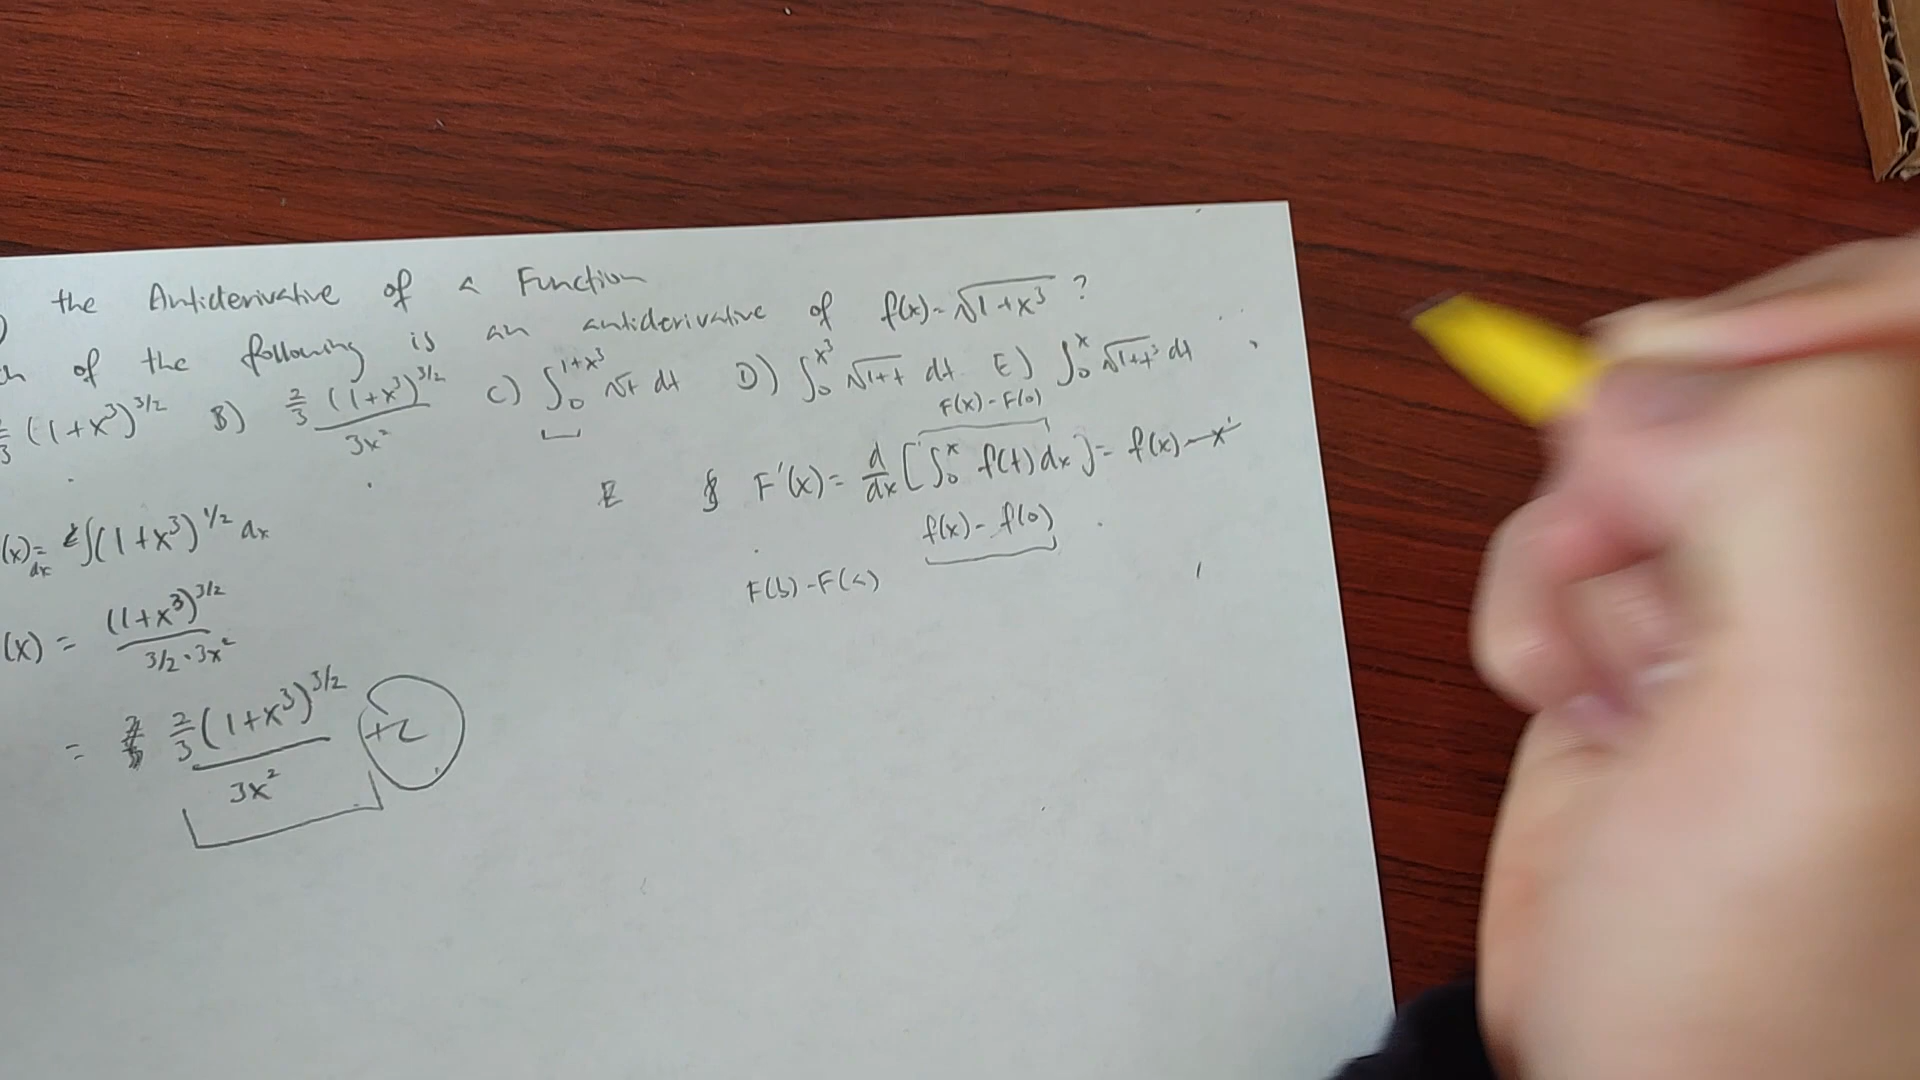 the Antiderivative of a Function
of the following is an antiderivative of f(x)=√1+x³ ?
(1+x³)^3/2 B) 2/3 (1+x³)^3/2 / 3x² C) ∫₀^1+x³ √t dt D) ∫₀^x³ √1+t dt E) ∫₀^x √1+t³ dt
F(x)-F(0)
E F'(x)= d/dx [∫₀^x f(t)dx]= f(x)
f(x)- f(0)
F(b)-F(a)
(x)= ∫(1+x³)^1/2 dx
dx
(x) = (1+x³)^3/2 / 3/2·3x²
= 2/3 (1+x³)^3/2 / 3x²